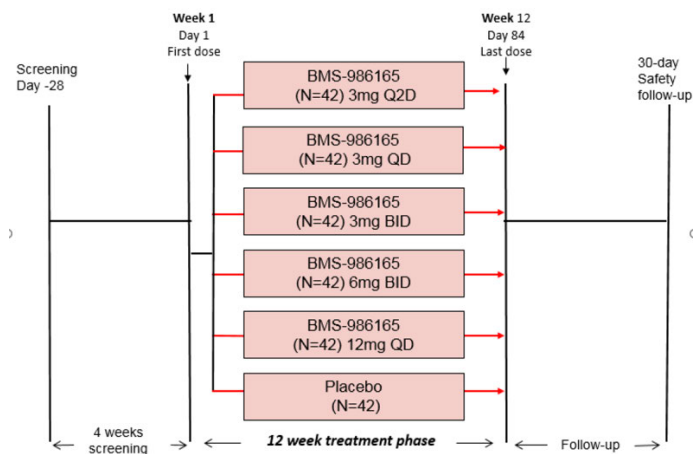 Week 1
Day 1
First dose
Week 12
Day 84
Last dose
Screening
Day -28
30-day
Safety
follow-up
BMS-986165
(N=42) 3mg Q2D
BMS-986165
(N=42) 3mg QD
BMS-986165
(N=42) 3mg BID
BMS-986165
(N=42) 6mg BID
BMS-986165
(N=42) 12mg QD
Placebo
(N=42)
4 weeks
screening
12 week treatment phase
Follow-up